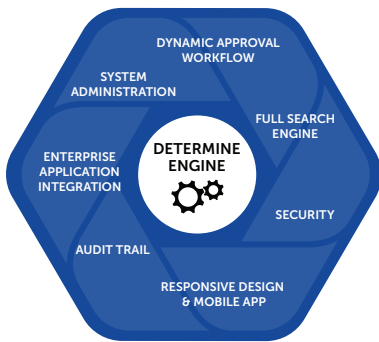 DYNAMIC APPROVAL
WORKFLOW
SYSTEM
ADMINISTRATION
FULL SEARCH
ENGINE
DETERMINE
ENGINE
ENTERPRISE
APPLICATION
INTEGRATION
SECURITY
AUDIT TRAIL
RESPONSIVE DESIGN
& MOBILE APP